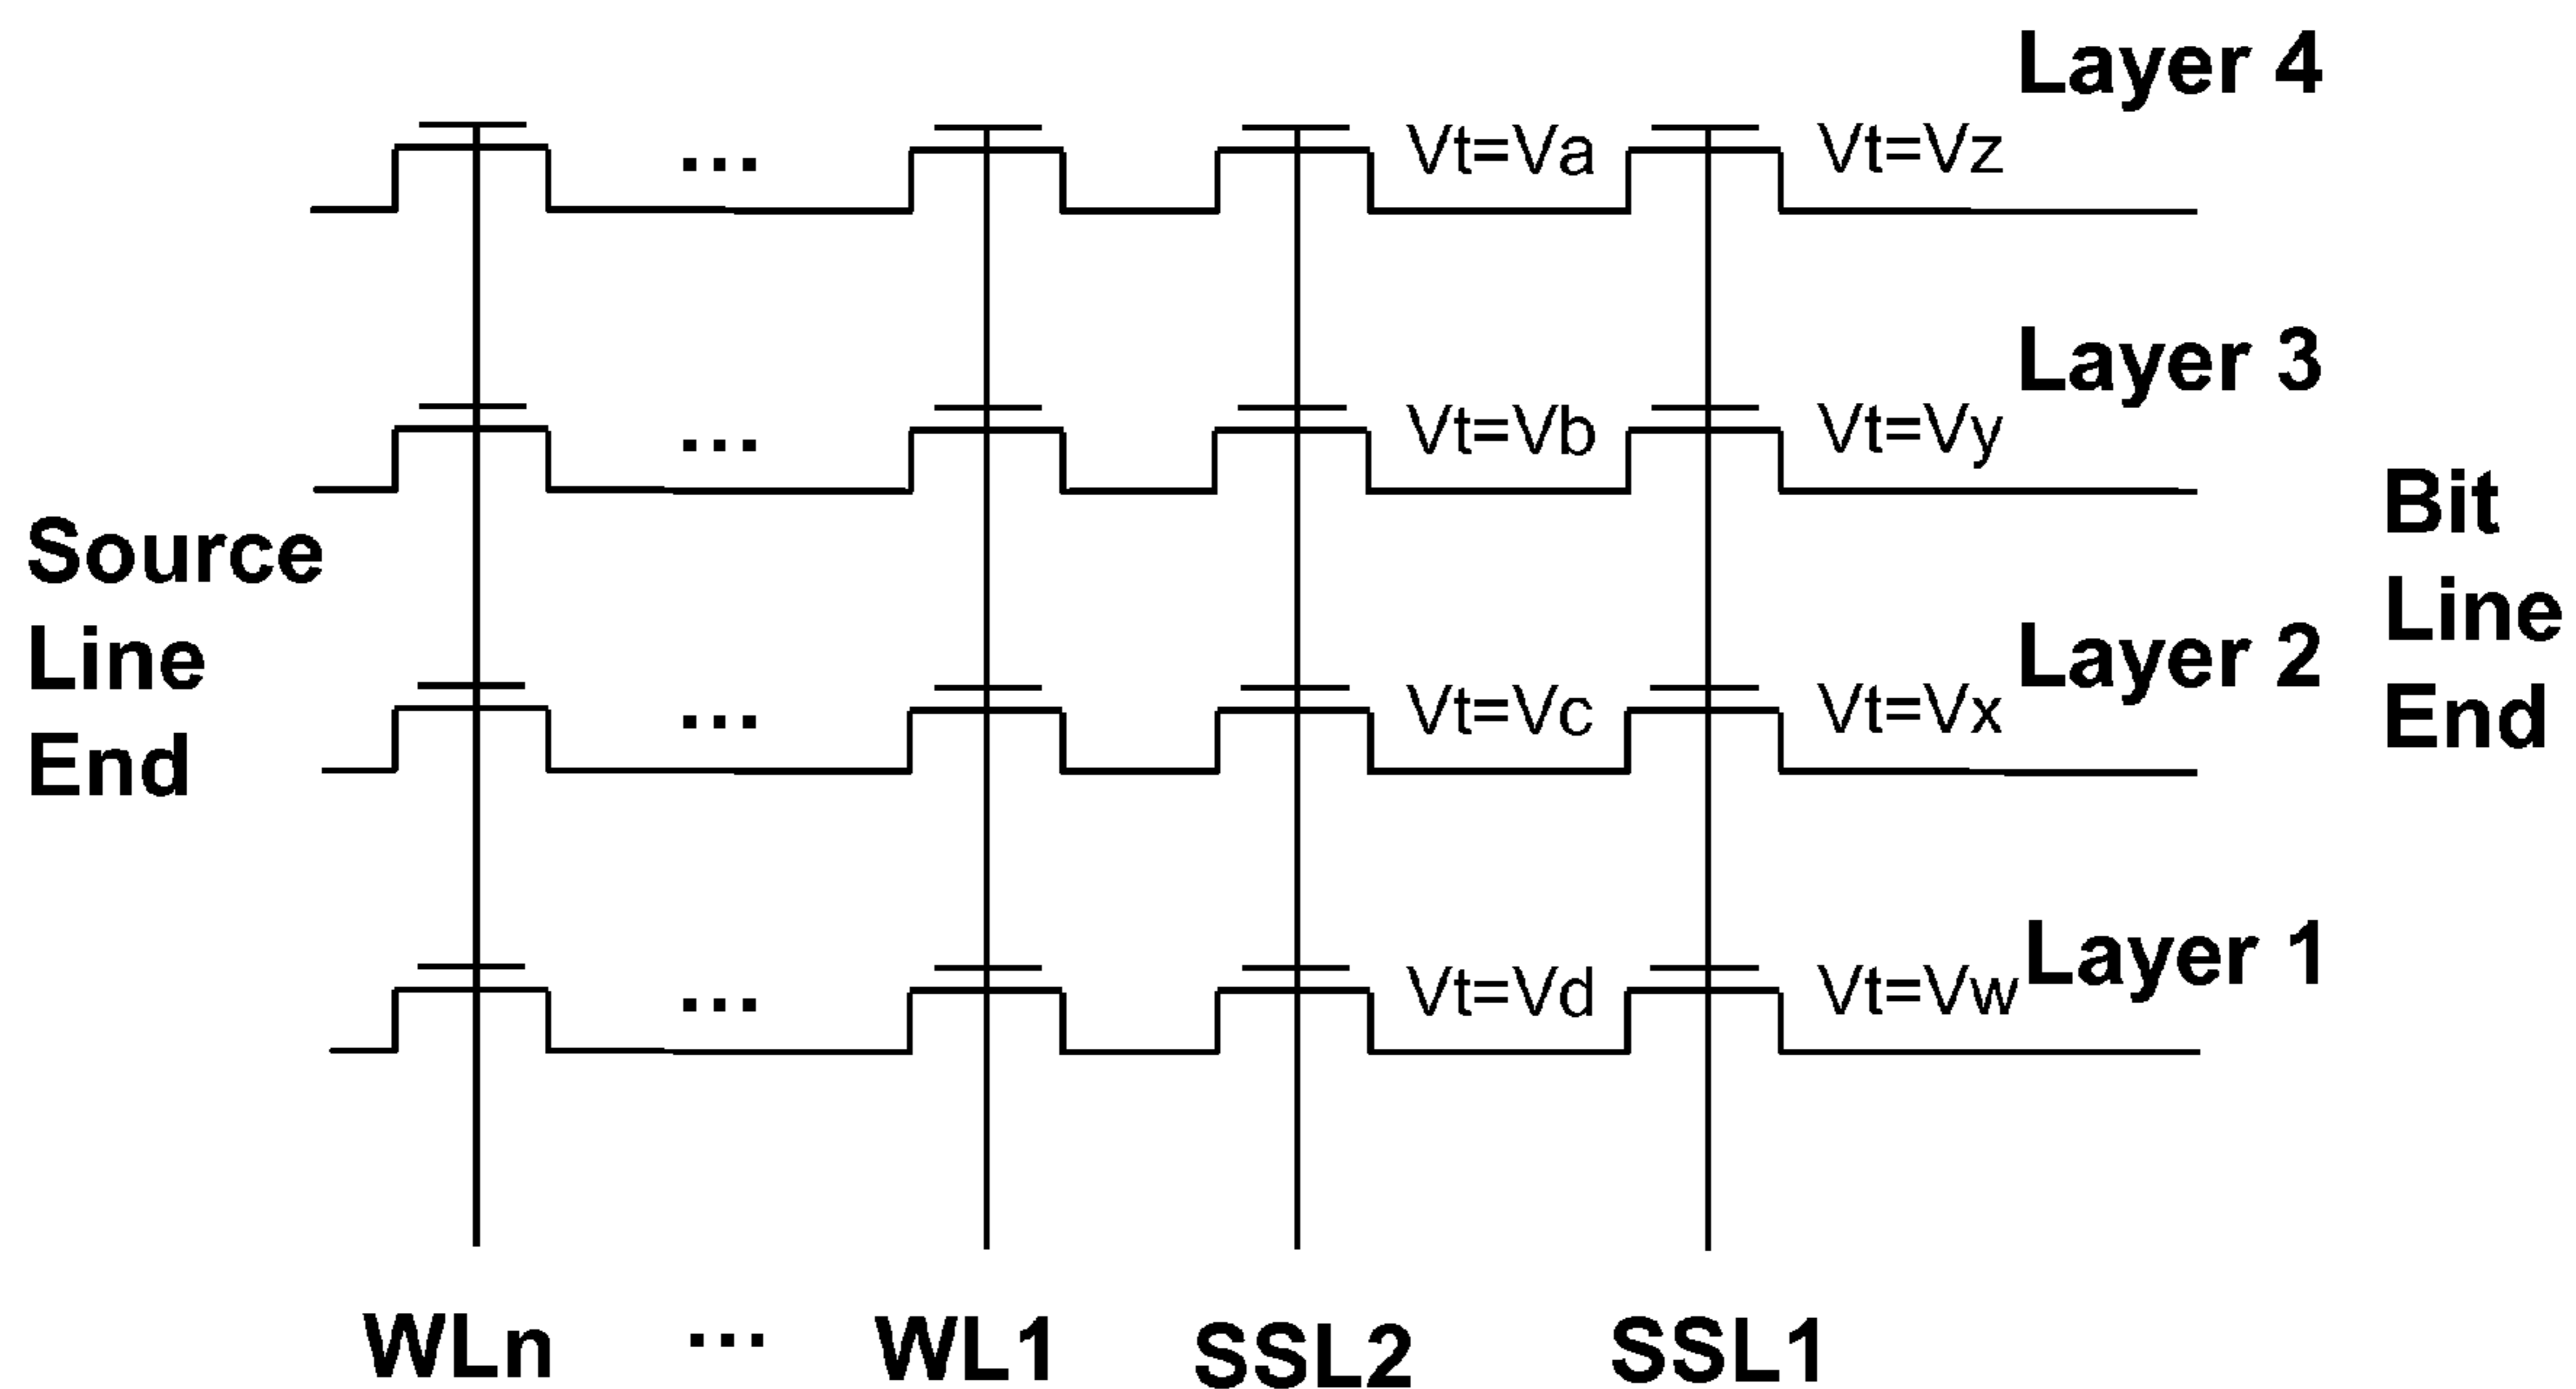 Layer 4
... Vt=Va Vt=Vz
Layer 3
... Vt=Vb Vt=Vy
Source
Line
End
Bit
Line
End
Layer 2
... Vt=Vc Vt=Vx
Layer 1
... Vt=Vd Vt=Vw
WLn ... WL1 SSL2 SSL1